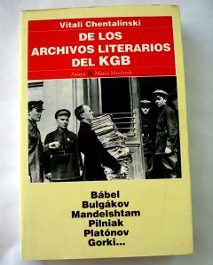 Vitali Chentalinski
DE LOS
ARCHIVOS LITERARIOS
DEL KGB
Anaya & Mario Muchnik
Bábel
Bulgákov
Mandelshtam
Pilniak
Platónov
Gorki...